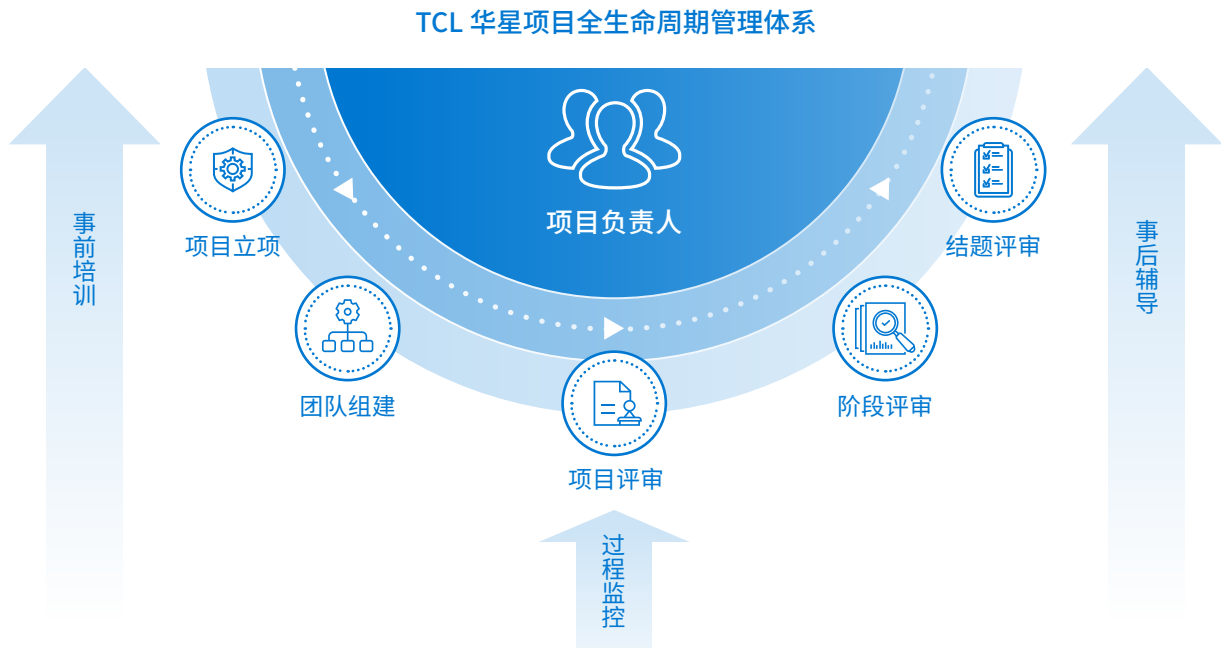 TCL 华星项目全生命周期管理体系
项目负责人
事前培训
项目立项
团队组建
项目评审
阶段评审
结题评审
事后辅导
过程监控